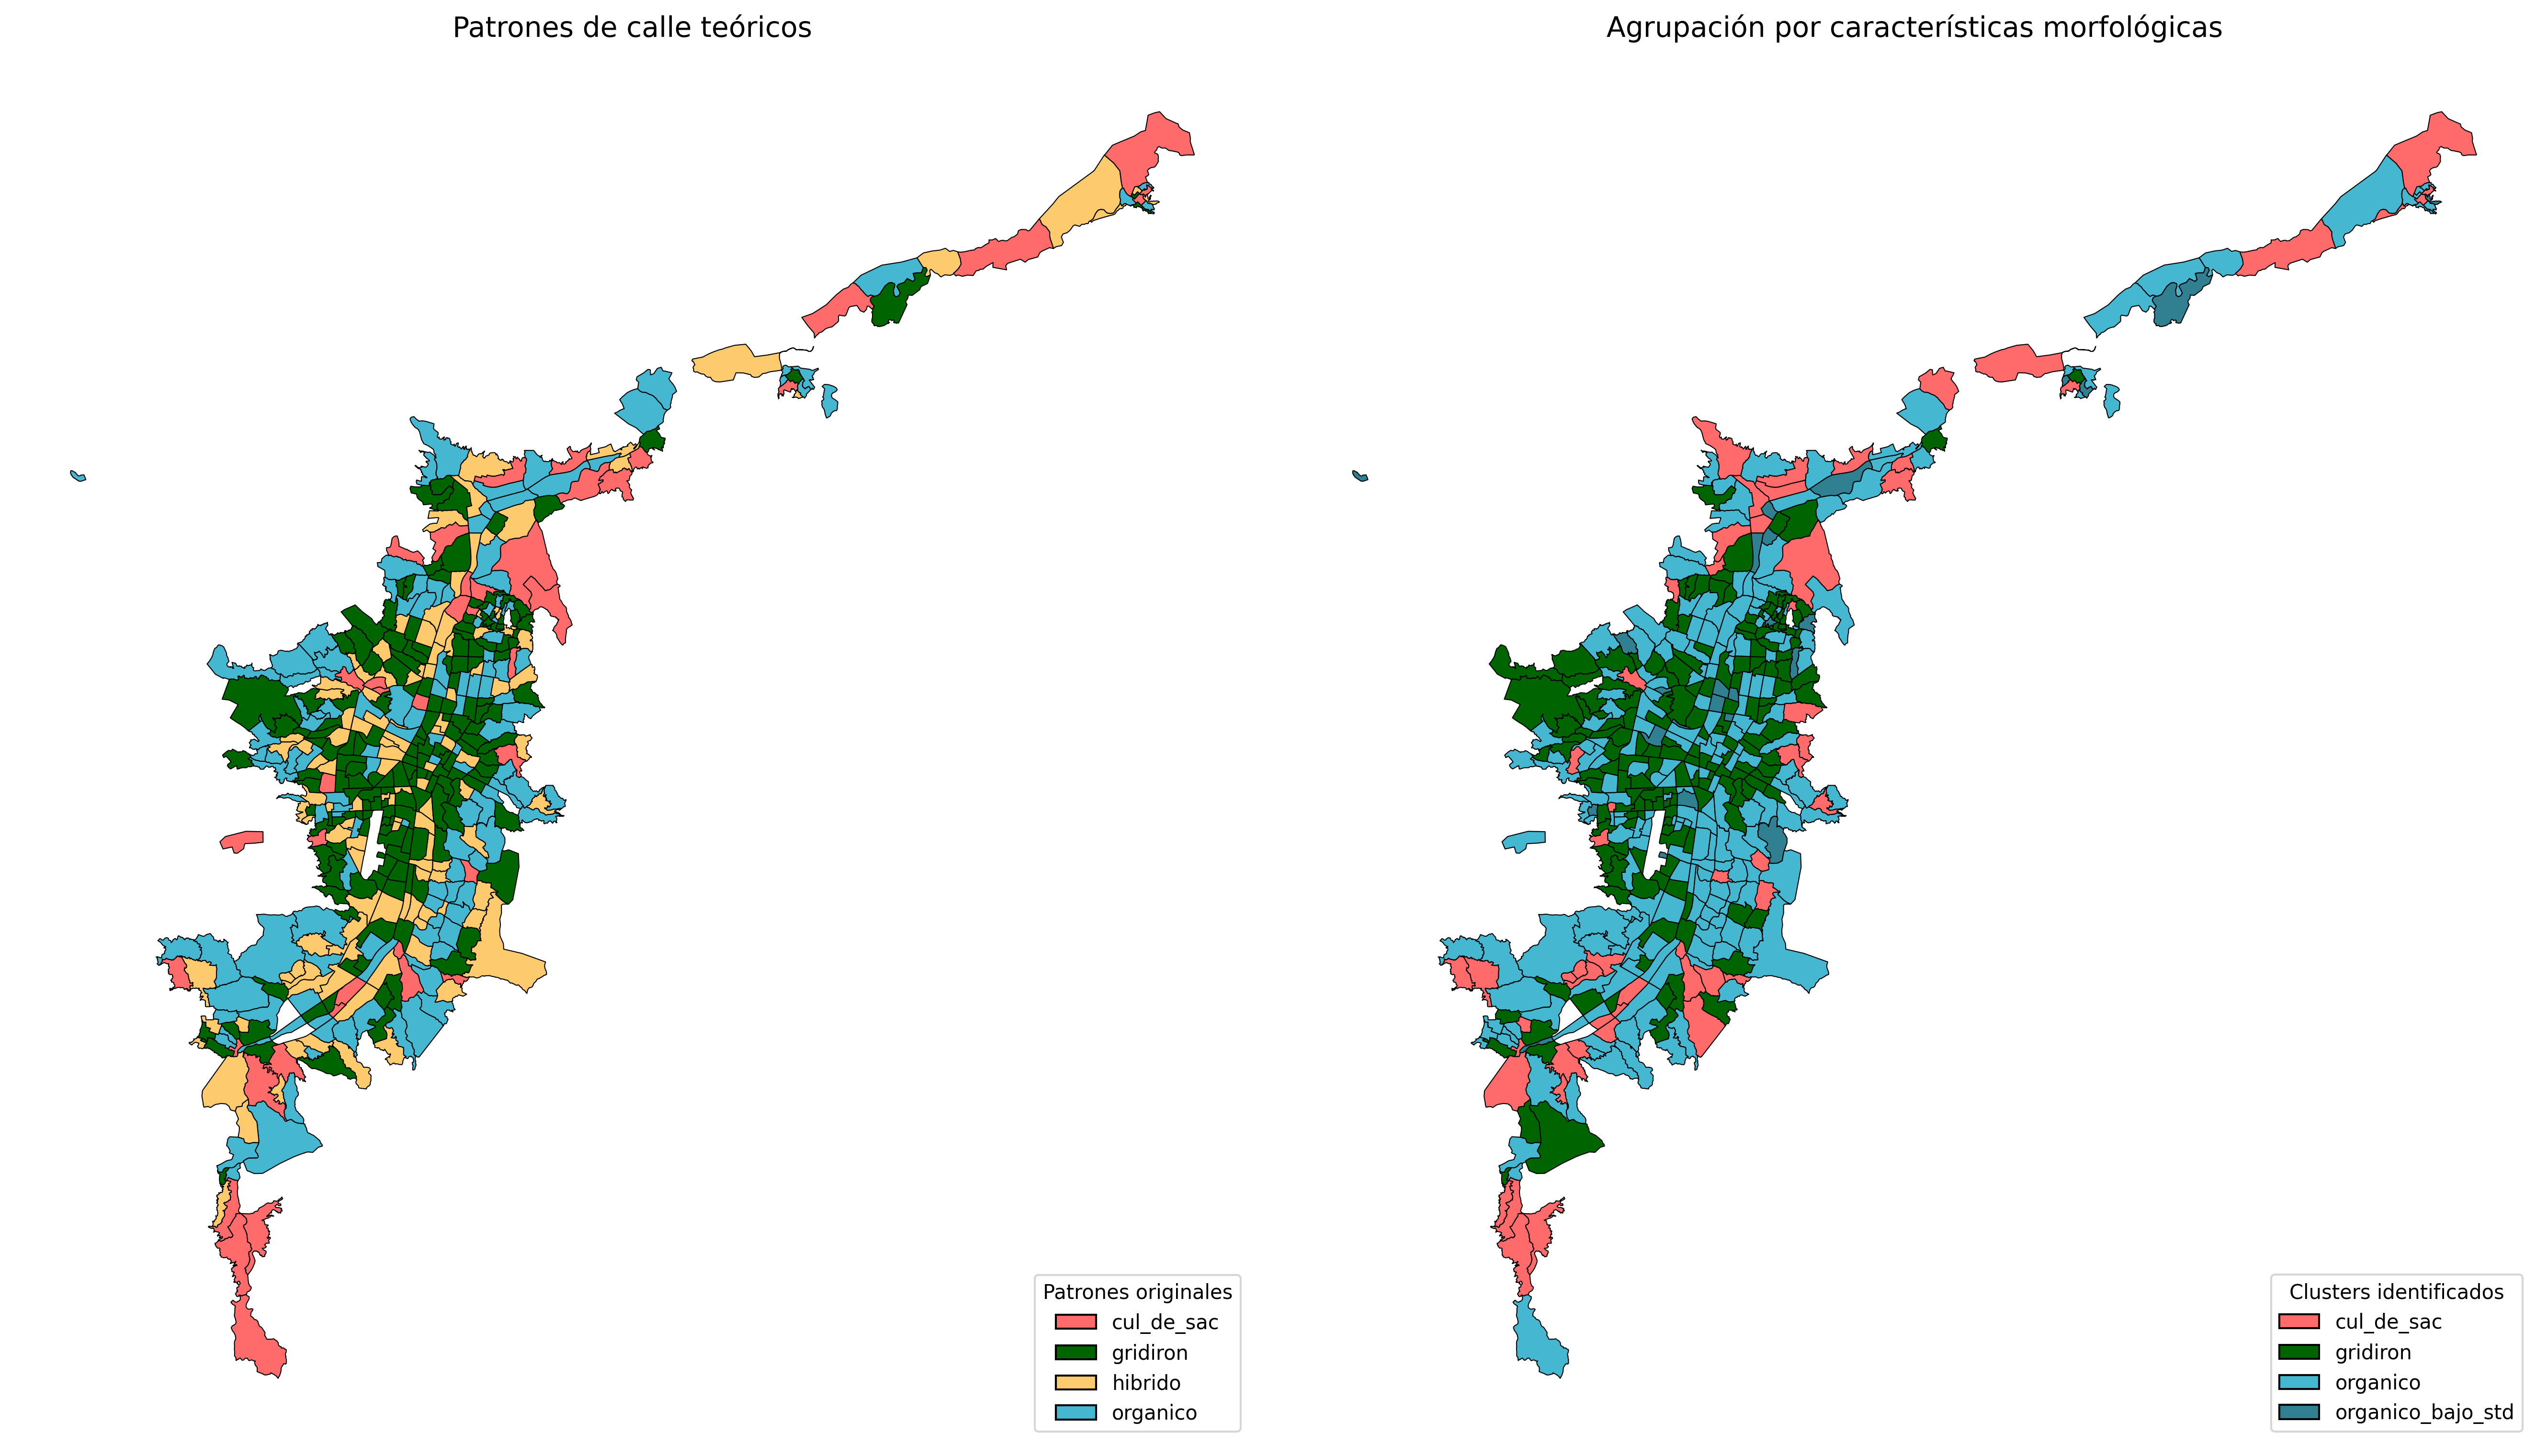 Patrones de calle teóricos
Agrupación por características morfológicas
Patrones originales
cul_de_sac
gridiron
hibrido
organico
Clusters identificados
cul_de_sac
gridiron
organico
organico_bajo_std